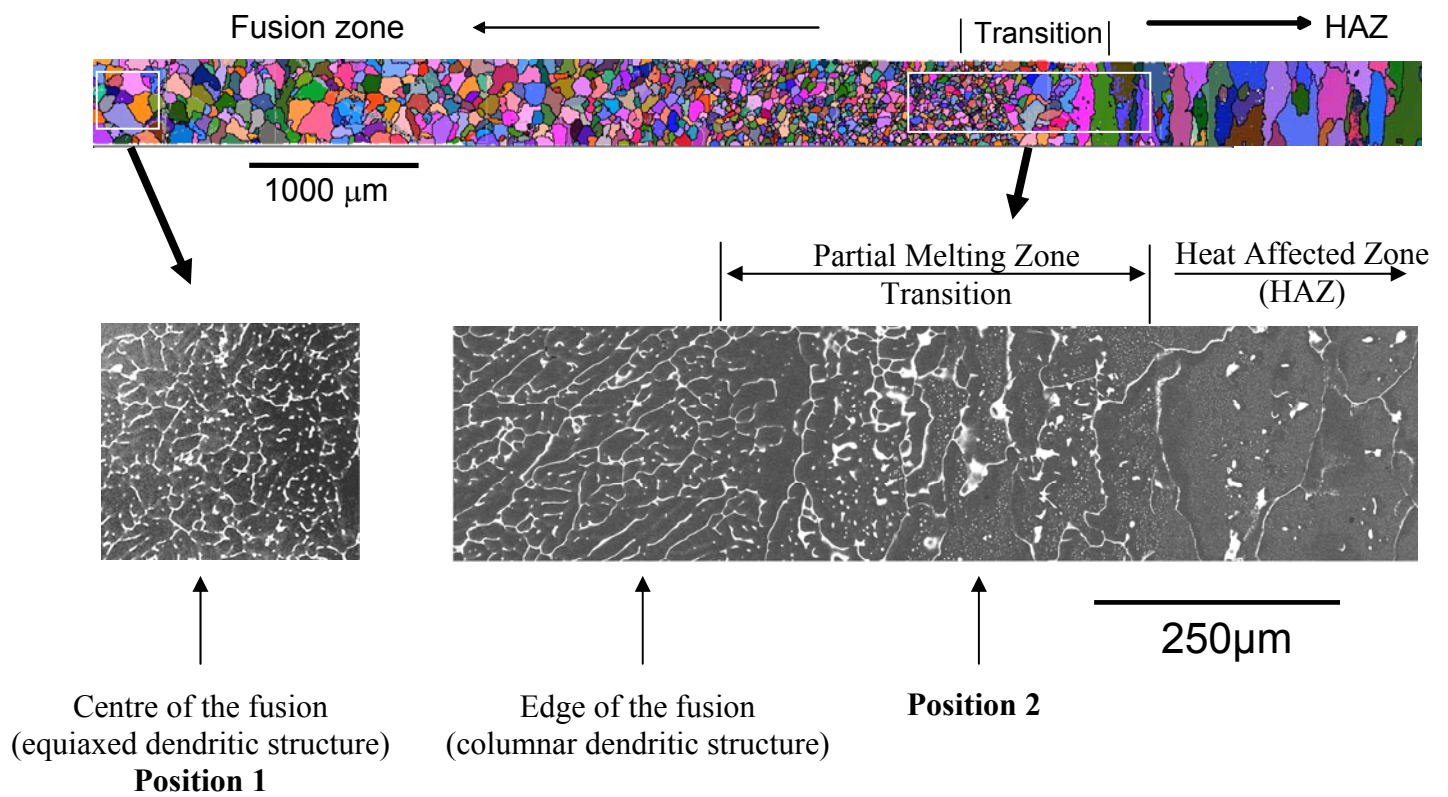 Fusion zone
Transition
HAZ
1000 μm
Partial Melting Zone
Transition
Heat Affected Zone
(HAZ)
250μm
Centre of the fusion
(equiaxed dendritic structure)
Position 1
Edge of the fusion
(columnar dendritic structure)
Position 2